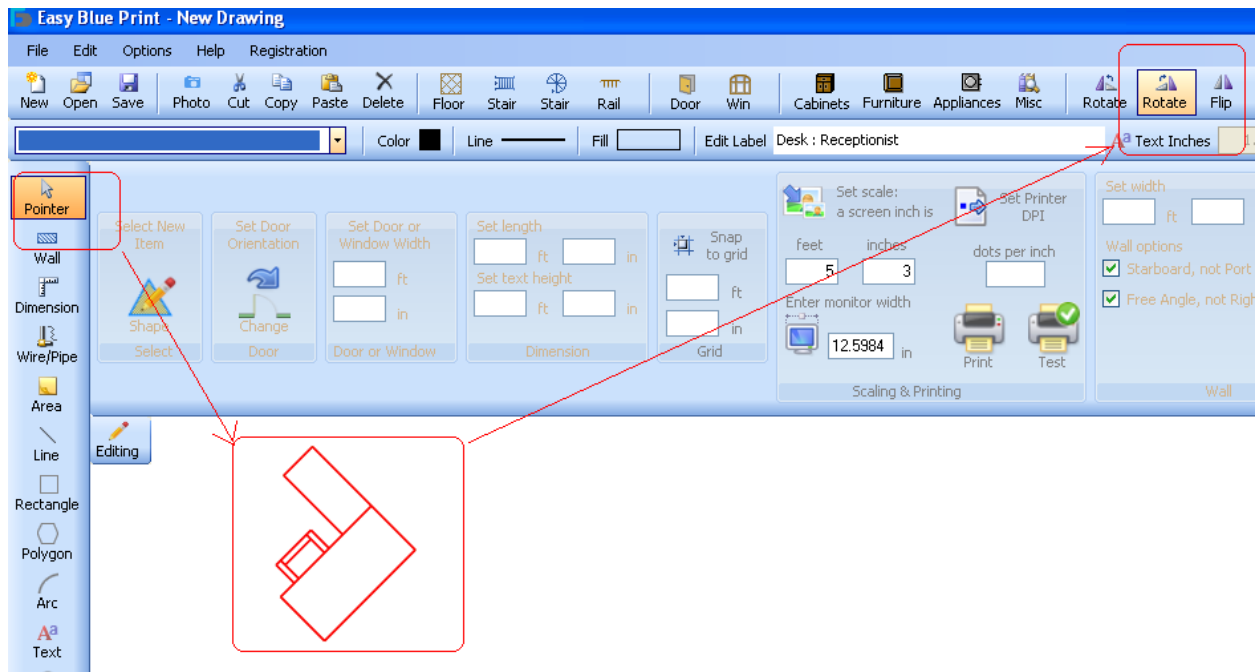 Easy Blue Print - New Drawing
File Edit Options Help Registration
New Open Save Photo Cut Copy Paste Delete Floor Stair Stair Rail Door Win Cabinets Furniture Appliances Misc Rotate Rotate Flip
Color Line Fill Edit Label Desk : Receptionist Aa Text Inches
Pointer
Wall
Dimension
Wire/Pipe
Area
Line
Rectangle
Polygon
Arc
Aa
Text
Select New
Item
Shape
Select
Set Door
Orientation
Change
Door
Set Door or
Window Width
ft
in
Door or Window
Set length
ft in
Set text height
ft in
Dimension
Snap
to grid
ft
in
Grid
Set scale:
a screen inch is
feet inches
5 3
Enter monitor width
12.5984 in
Set Printer
DPI
dots per inch
Print Test
Scaling & Printing
Set width
ft
Wall options
Starboard, not Port
Free Angle, not
Wall
Editing